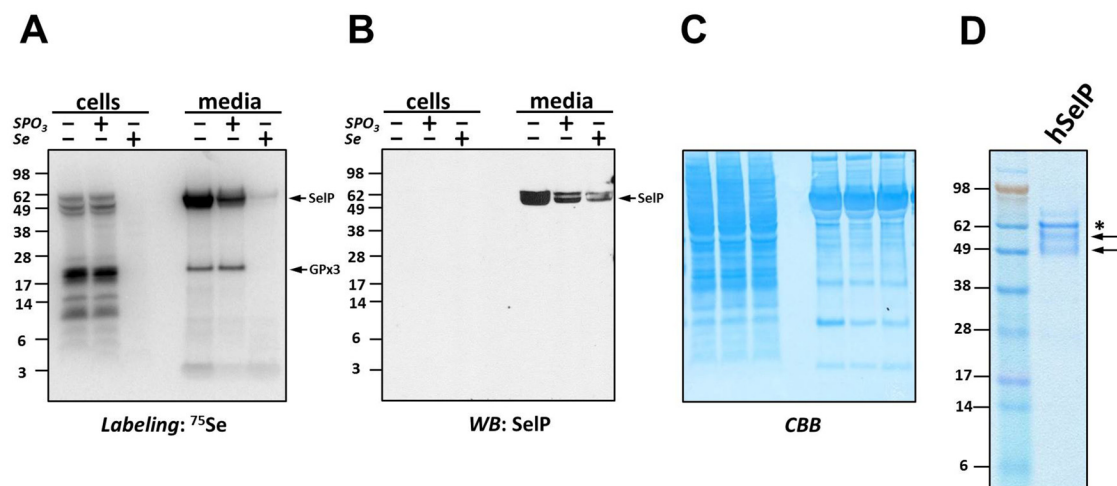 A
cells media
SPO3 – + – – + –
Se – – + – – +
98
62
49
38
28
17
14
6
3
SelP
GPx3
Labeling: 75Se
B
cells media
SPO3 – + – – + –
Se – – + – – +
98
62
49
38
28
17
14
6
3
SelP
WB: SelP
C
CBB
D
hSelP
98
62
49
38
28
17
14
6
*